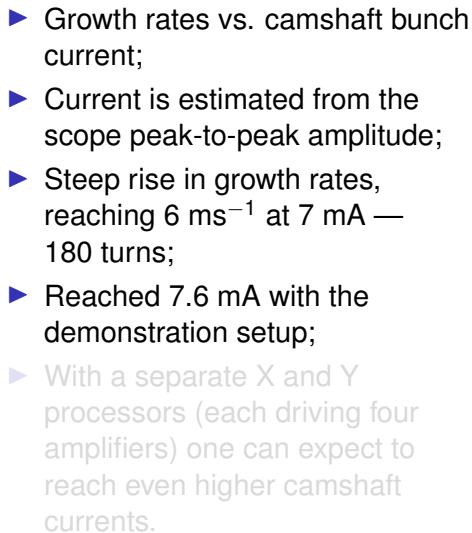 ▶ Growth rates vs. camshaft bunch
current;
▶ Current is estimated from the
scope peak-to-peak amplitude;
▶ Steep rise in growth rates,
reaching 6 ms⁻¹ at 7 mA —
180 turns;
▶ Reached 7.6 mA with the
demonstration setup;
▶ With a separate X and Y
processors (each driving four
amplifiers) one can expect to
reach even higher camshaft
currents.